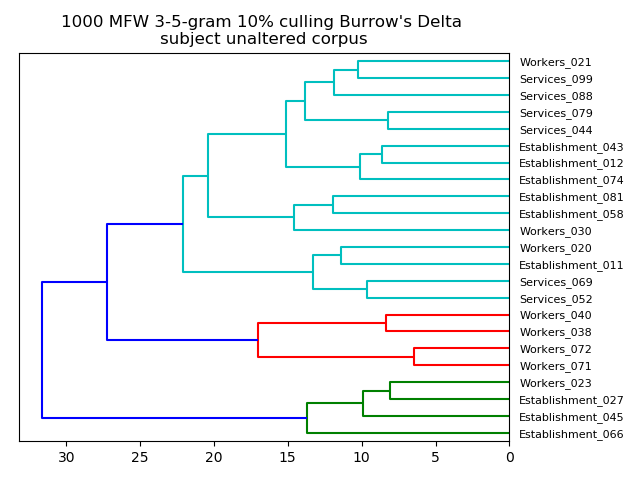 1000 MFW 3-5-gram 10% culling Burrow's Delta
subject unaltered corpus
Workers_021
Services_099
Services_088
Services_079
Services_044
Establishment_043
Establishment_012
Establishment_074
Establishment_081
Establishment_058
Workers_030
Workers_020
Establishment_011
Services_069
Services_052
Workers_040
Workers_038
Workers_072
Workers_071
Workers_023
Establishment_027
Establishment_045
Establishment_066
30 25 20 15 10 5 0